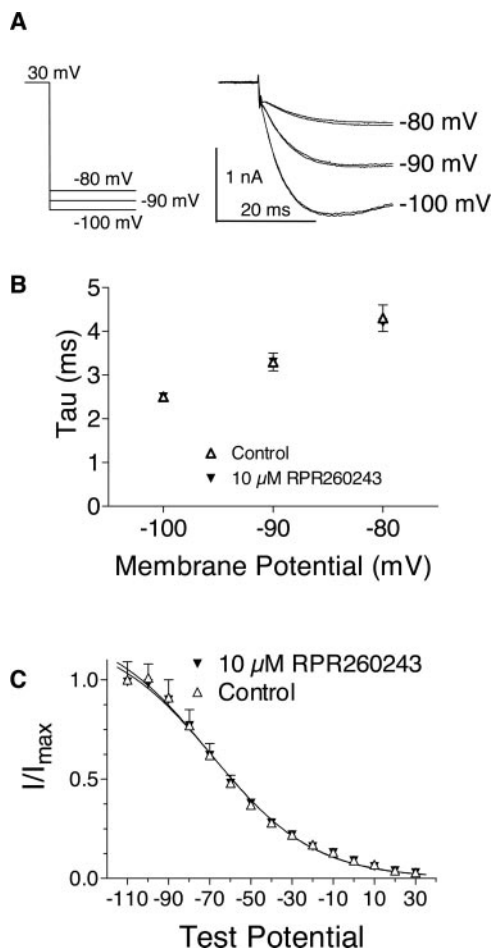 A
30 mV
-80 mV
-90 mV
-100 mV
-80 mV
-90 mV
-100 mV
1 nA
20 ms
B
Tau (ms)
6
5
4
3
2
1
0
Control
10 µM RPR260243
-100
-90
-80
Membrane Potential (mV)
C
10 µM RPR260243
Control
I/Imax
1.0
0.5
0.0
-110 -90 -70 -50 -30 -10 10 30
Test Potential